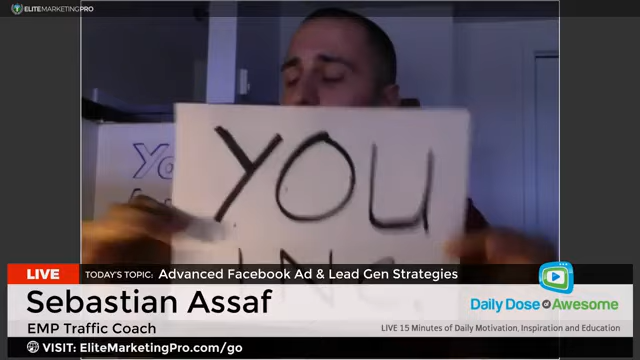 ELITEMARKETINGPRO
YOU
INC.
LIVE TODAY'S TOPIC: Advanced Facebook Ad & Lead Gen Strategies
Sebastian Assaf
EMP Traffic Coach
Daily Dose of Awesome
LIVE 15 Minutes of Daily Motivation, Inspiration and Education
VISIT: EliteMarketingPro.com/go